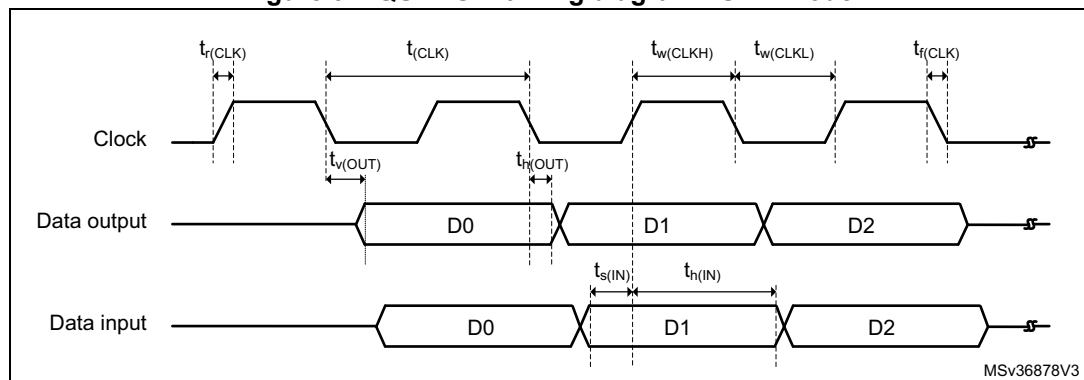 t_r(CLK) t_(CLK) t_w(CLKH) t_w(CLKL) t_f(CLK)
Clock
t_v(OUT) t_h(OUT)
Data output D0 D1 D2
t_s(IN) t_h(IN)
Data input D0 D1 D2
MSv36878V3